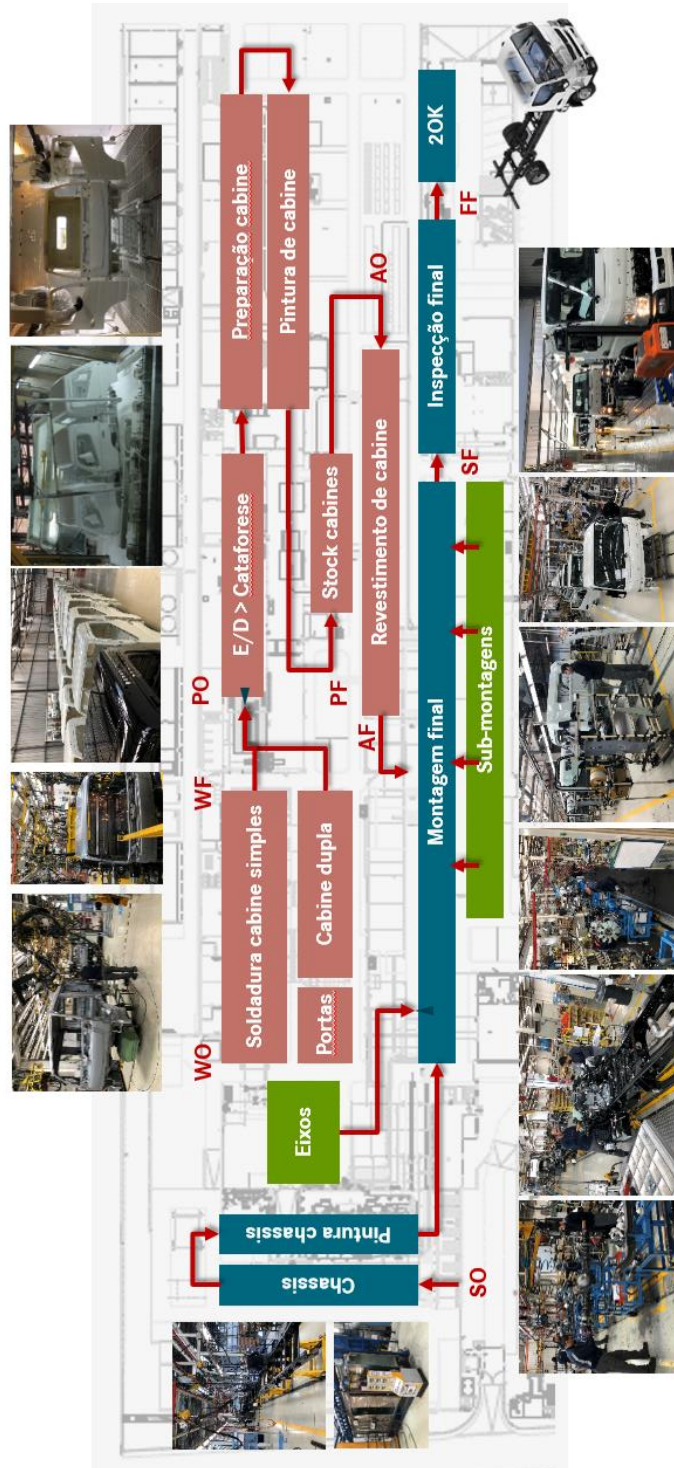 WO
Soldadura cabine simples
WF
PO
E/D > Cataforese
Preparação cabine
Pintura de cabine
Portas
Cabine dupla
PF
Stock cabines
AO
Eixos
AF
Revestimento de cabine
Chassis
Pintura chassis
SO
Montagem final
SF
Inspecção final
FF
2OK
Sub-montagens